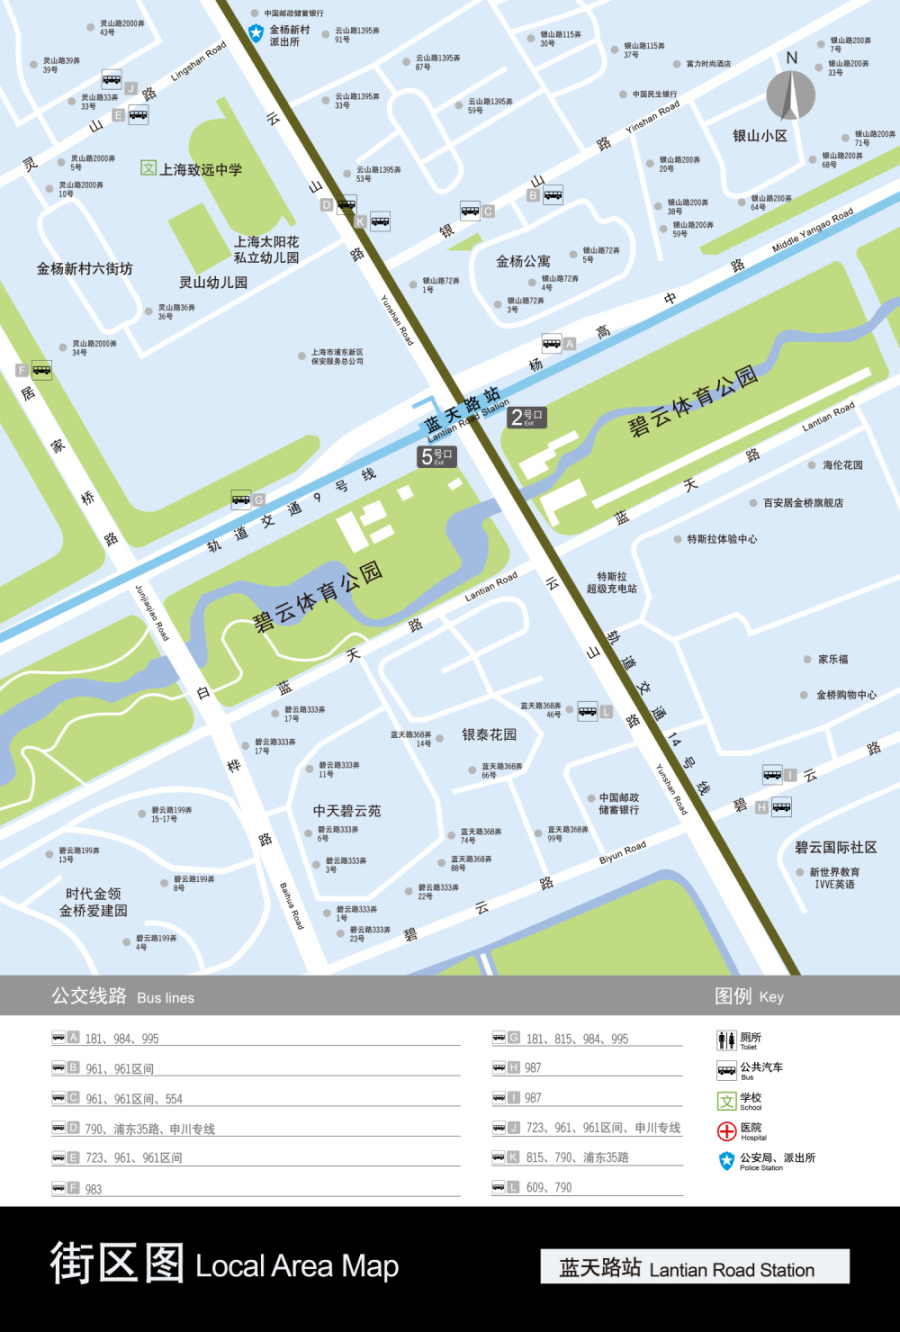 中国邮政储蓄银行
金杨新村
派出所
灵山路2000弄
43号
云山路1395弄
91号
银山路115弄
30号
银山路115弄
37号
银山路200弄
7号
灵山路39弄
39号
Lingshan Road
云山路1395弄
87号
富力时尚酒店
银山路200弄
33号
N
灵山路33弄
33号
J
E
云山路1395弄
33号
云山路1395弄
59号
中国民生银行
Yinshan Road
银山小区
灵山路
灵山路2000弄
5号
文
上海致远中学
银山路200弄
71号
银山路200弄
68号
银山路200弄
20号
灵山路2000弄
10号
云山路1395弄
53号
云山路
银山路
D
K
C
B
银山路200弄
38号
银山路200弄
64号
银山路200弄
59号
Middle Yangao Road
上海太阳花
私立幼儿园
金杨新村六街坊
灵山幼儿园
金杨公寓
银山路72弄
5号
银山路72弄
1号
银山路72弄
4号
银山路72弄
3号
杨高中路
灵山路36弄
36号
Yunshan Road
灵山路2000弄
34号
上海市浦东新区
保安服务总公司
A
F
碧云体育公园
蓝天路站
Lantian Road Station
2号口
Exit
5号口
Exit
Lantian Road
居家桥路
G
轨道交通9号线
海伦花园
百安居金桥旗舰店
蓝天路
特斯拉体验中心
特斯拉
超级充电站
Junjiaqiao Road
碧云体育公园
Lantian Road
蓝天路
云山路
轨道交通14号线
家乐福
金桥购物中心
白桦路
碧云路333弄
17号
碧云路333弄
17号
蓝天路368弄
46号
L
蓝天路368弄
14号
银泰花园
碧云路333弄
11号
蓝天路368弄
66号
Yunshan Road
碧云路
I
H
中国邮政
储蓄银行
碧云路199弄
15-17号
中天碧云苑
碧云路333弄
6号
蓝天路368弄
74号
蓝天路368弄
99号
碧云路199弄
13号
碧云路333弄
3号
蓝天路368弄
88号
Biyun Road
碧云国际社区
碧云路199弄
8号
新世界教育
IVVE英语
时代金领
金桥爱建园
Baihua Road
碧云路333弄
22号
碧云路333弄
1号
碧云路333弄
23号
碧云路
碧云路199弄
4号
公交线路 Bus lines
图例 Key
A 181、984、995
B 961、961区间
C 961、961区间、554
D 790、浦东35路、申川专线
E 723、961、961区间
F 983
G 181、815、984、995
H 987
I 987
J 723、961、961区间、申川专线
K 815、790、浦东35路
L 609、790
厕所
Toilet
公共汽车
Bus
文 学校
School
医院
Hospital
公安局、派出所
Police Station
街区图 Local Area Map
蓝天路站 Lantian Road Station